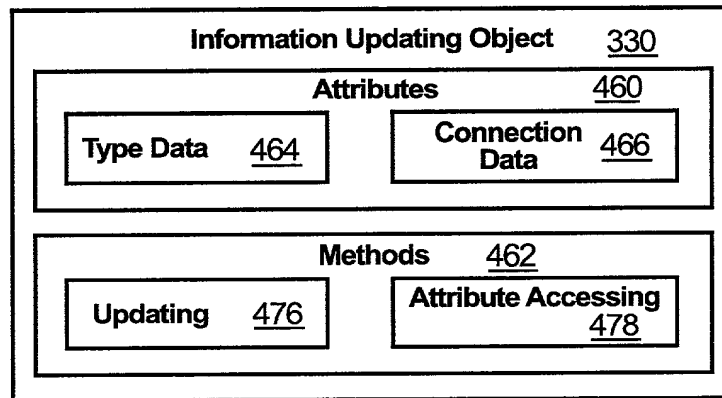 Information Updating Object 330
Attributes 460
Type Data 464
Connection Data 466
Methods 462
Updating 476
Attribute Accessing 478